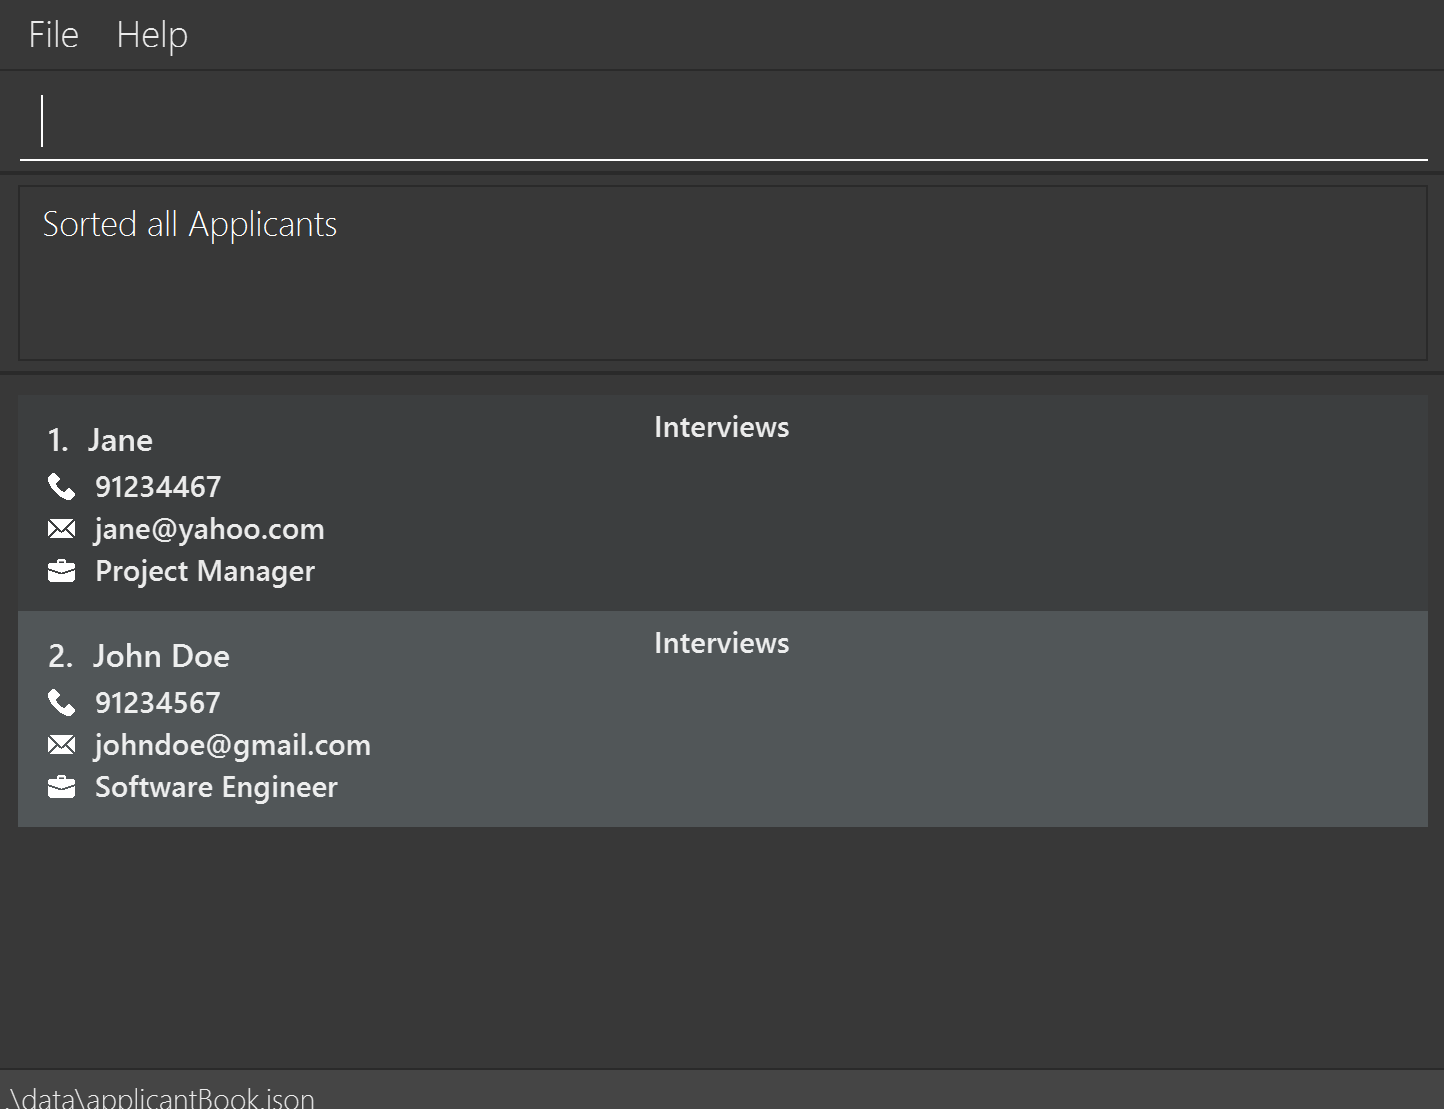 File Help
Sorted all Applicants
1. Jane
Interviews
91234467
jane@yahoo.com
Project Manager
2. John Doe
Interviews
91234567
johndoe@gmail.com
Software Engineer
.\data\applicantBook.json